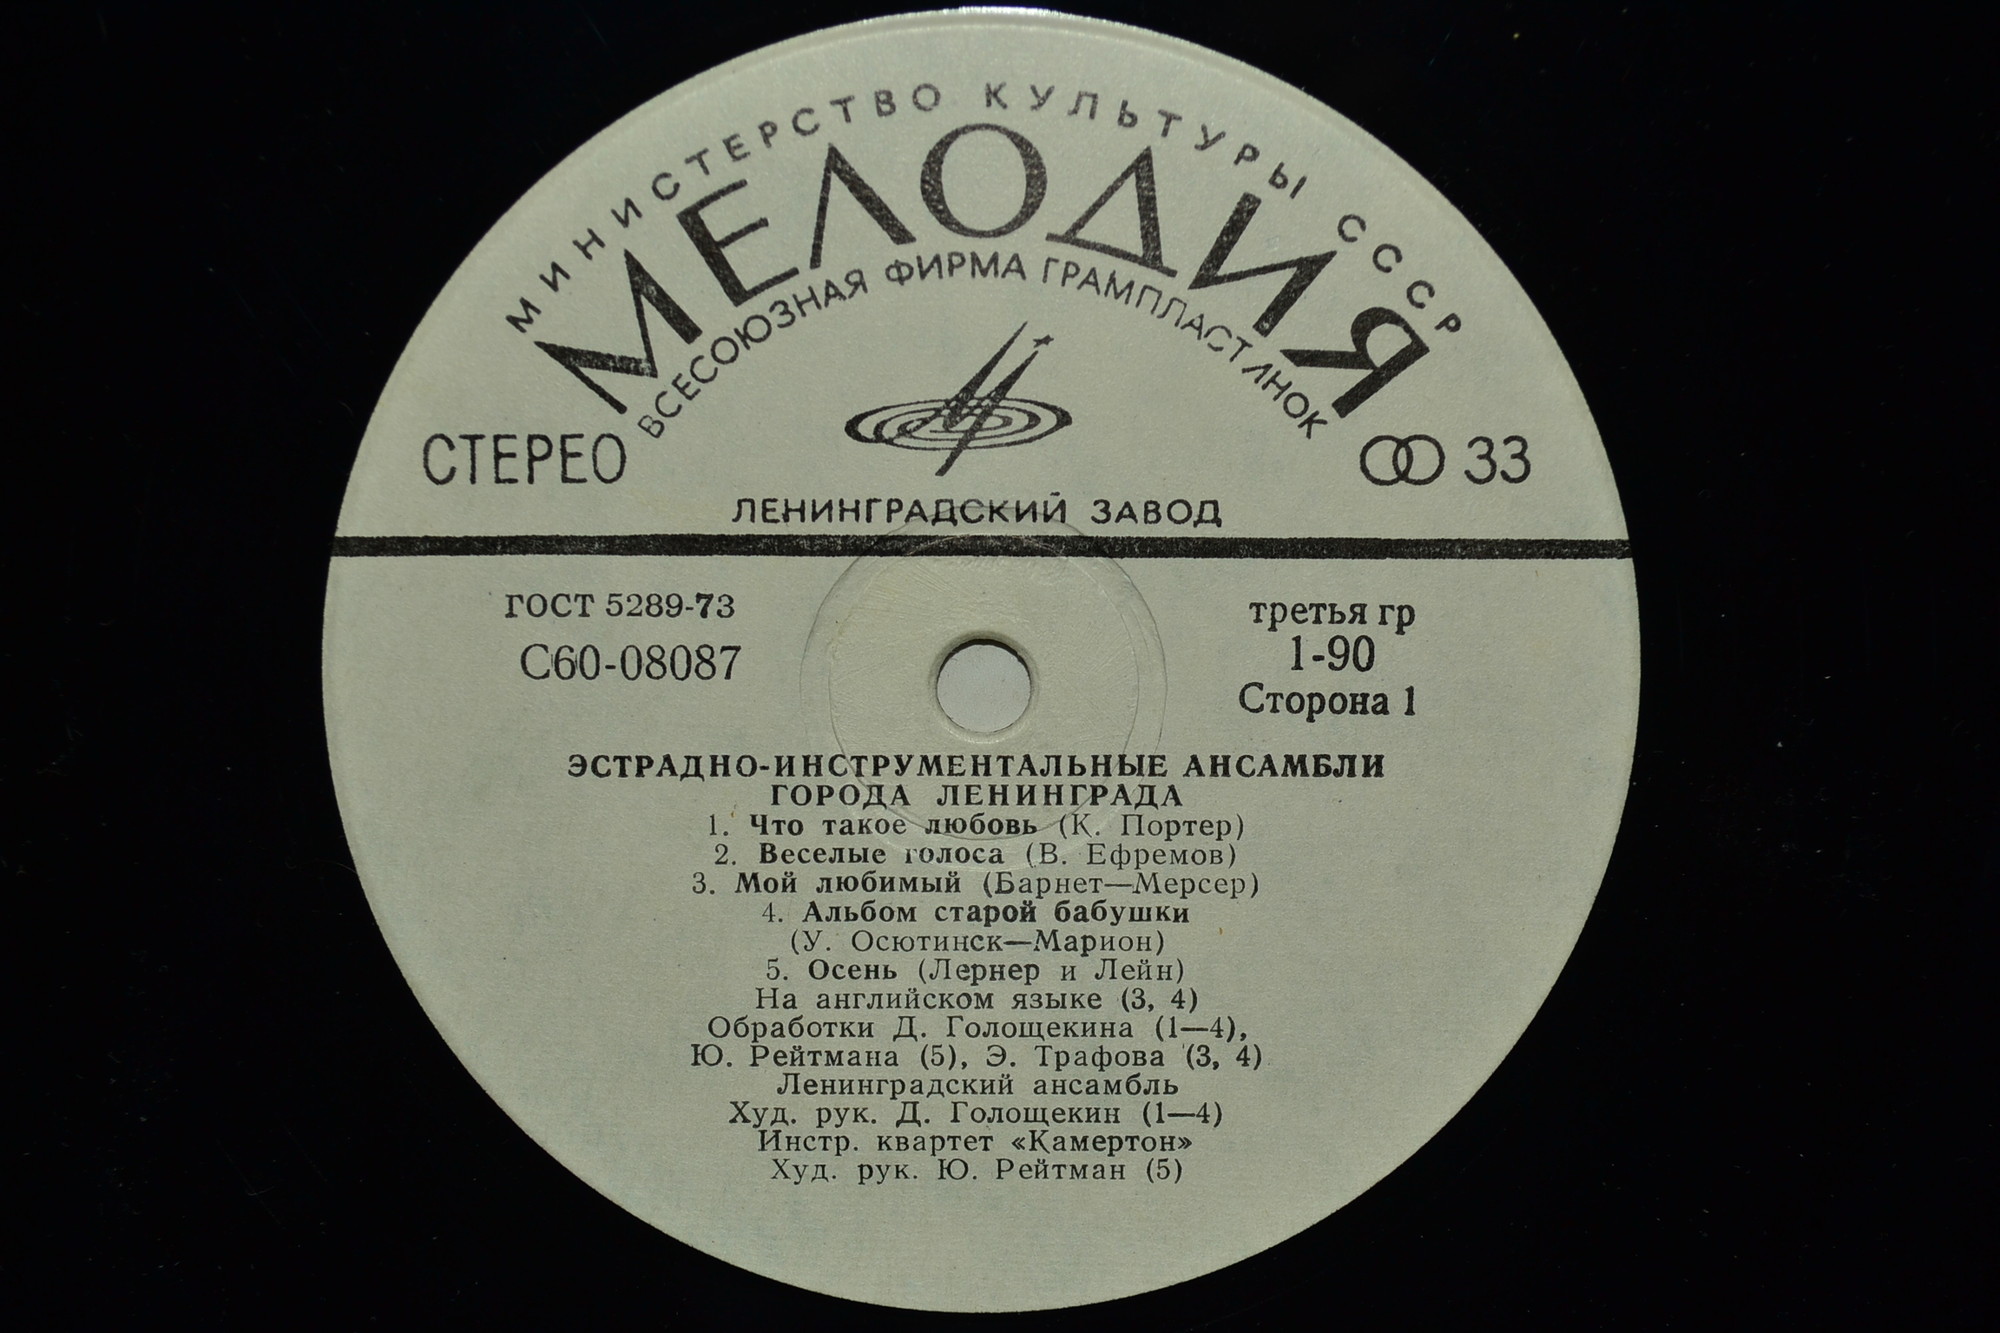 МИНИСТЕРСТВО КУЛЬТУРЫ СССР
МЕЛОДИЯ
ВСЕСОЮЗНАЯ ФИРМА ГРАМПЛАСТИНОК
СТЕРЕО
33
ЛЕНИНГРАДСКИЙ ЗАВОД
ГОСТ 5289-73
С60-08087
третья гр
1-90
Сторона 1
ЭСТРАДНО-ИНСТРУМЕНТАЛЬНЫЕ АНСАМБЛИ
ГОРОДА ЛЕНИНГРАДА
1. Что такое любовь (К. Портер)
2. Веселые голоса (В. Ефремов)
3. Мой любимый (Барнет—Мерсер)
4. Альбом старой бабушки
(У. Осютинск—Марион)
5. Осень (Лернер и Лейн)
На английском языке (3, 4)
Обработки Д. Голощекина (1—4),
Ю. Рейтмана (5), Э. Трафова (3, 4)
Ленинградский ансамбль
Худ. рук. Д. Голощекин (1—4)
Инстр. квартет «Камертон»
Худ. рук. Ю. Рейтман (5)